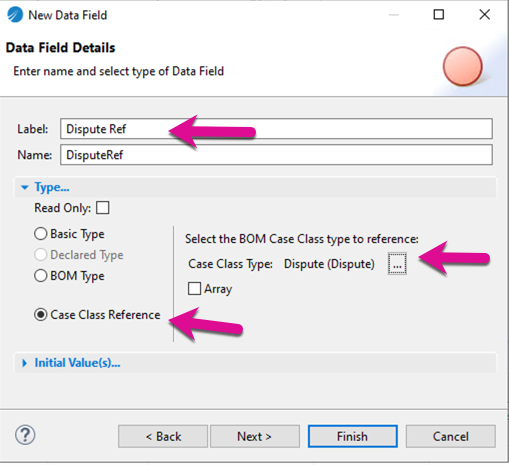 New Data Field
Data Field Details
Enter name and select type of Data Field
Label: Dispute Ref
Name: DisputeRef
Type...
Read Only:
Basic Type
Declared Type
BOM Type
Case Class Reference
Select the BOM Case Class type to reference:
Case Class Type: Dispute (Dispute) ...
Array
Initial Value(s)...
? < Back Next > Finish Cancel